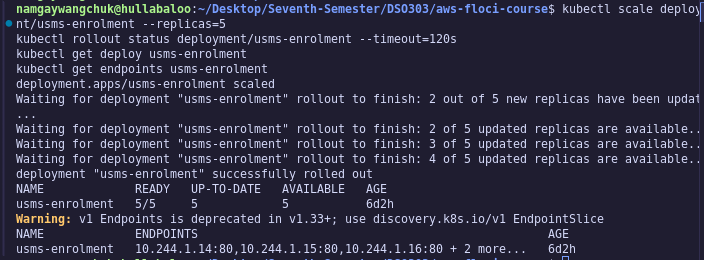 namgaywangchuk@hullabaloo:~/Desktop/Seventh-Semester/DSO303/aws-floci-course$ kubectl scale deploy
nt/usms-enrolment --replicas=5
kubectl rollout status deployment/usms-enrolment --timeout=120s
kubectl get deploy usms-enrolment
kubectl get endpoints usms-enrolment
deployment.apps/usms-enrolment scaled
Waiting for deployment "usms-enrolment" rollout to finish: 2 out of 5 new replicas have been updat
...
Waiting for deployment "usms-enrolment" rollout to finish: 2 of 5 updated replicas are available..
Waiting for deployment "usms-enrolment" rollout to finish: 3 of 5 updated replicas are available..
Waiting for deployment "usms-enrolment" rollout to finish: 4 of 5 updated replicas are available..
deployment "usms-enrolment" successfully rolled out
NAME READY UP-TO-DATE AVAILABLE AGE
usms-enrolment 5/5 5 5 6d2h
Warning: v1 Endpoints is deprecated in v1.33+; use discovery.k8s.io/v1 EndpointSlice
NAME ENDPOINTS AGE
usms-enrolment 10.244.1.14:80,10.244.1.15:80,10.244.1.16:80 + 2 more... 6d2h